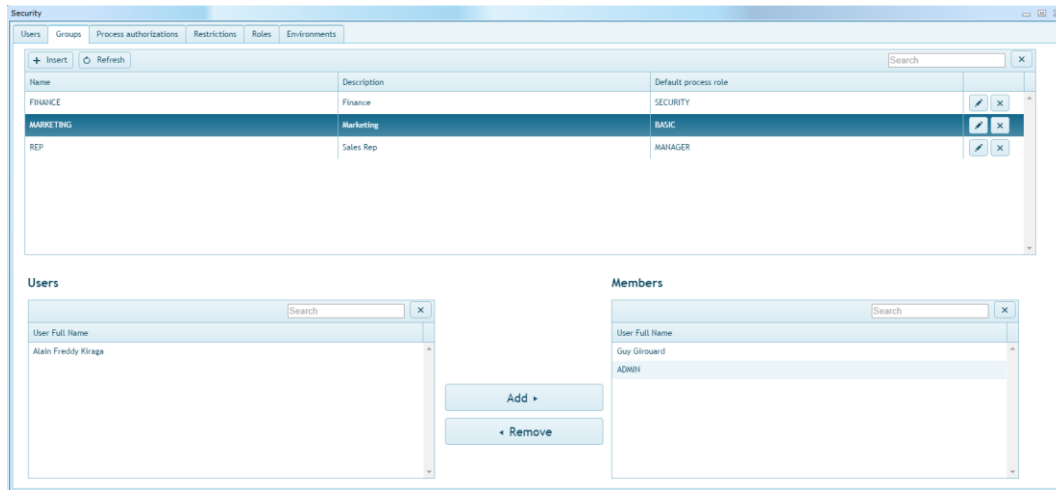 Security
Users Groups Process authorizations Restrictions Roles Environments
+ Insert Refresh Search
Name Description Default process role
FINANCE Finance SECURITY
MARKETING Marketing BASIC
REP Sales Rep MANAGER
Users Members
Search Search
User Full Name User Full Name
Alain Freddy Kiraga Guy Girouard
ADMIN
Add
Remove